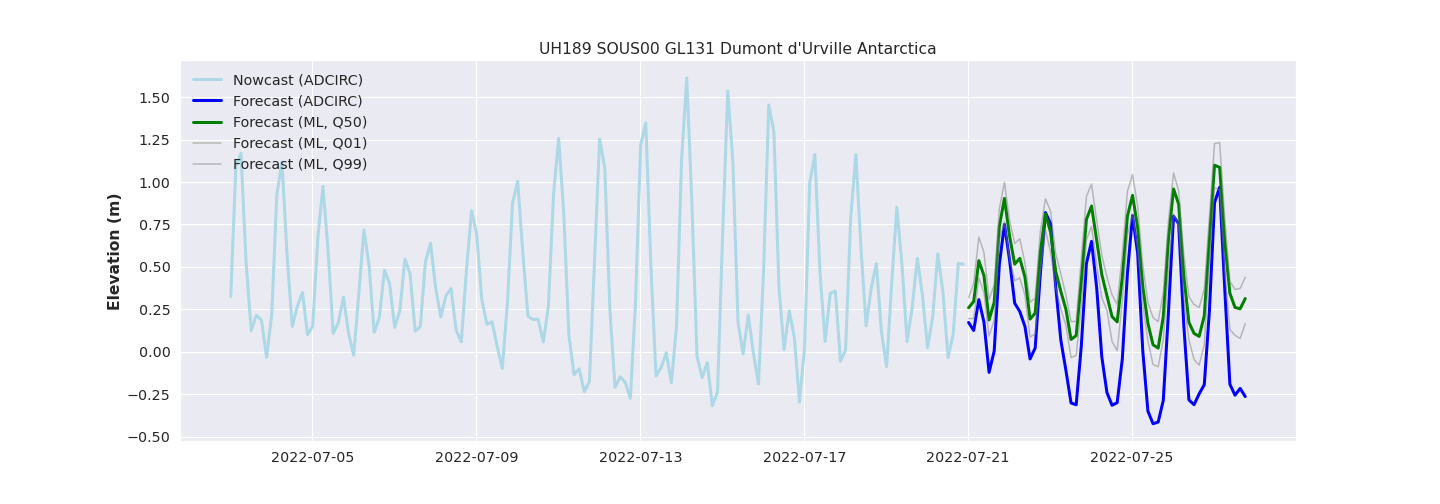 UH189 SOUS00 GL131 Dumont d'Urville Antarctica
Nowcast (ADCIRC)
Forecast (ADCIRC)
Forecast (ML, Q50)
Forecast (ML, Q01)
Forecast (ML, Q99)
Elevation (m)
1.50
1.25
1.00
0.75
0.50
0.25
0.00
−0.25
−0.50
2022-07-05 2022-07-09 2022-07-13 2022-07-17 2022-07-21 2022-07-25